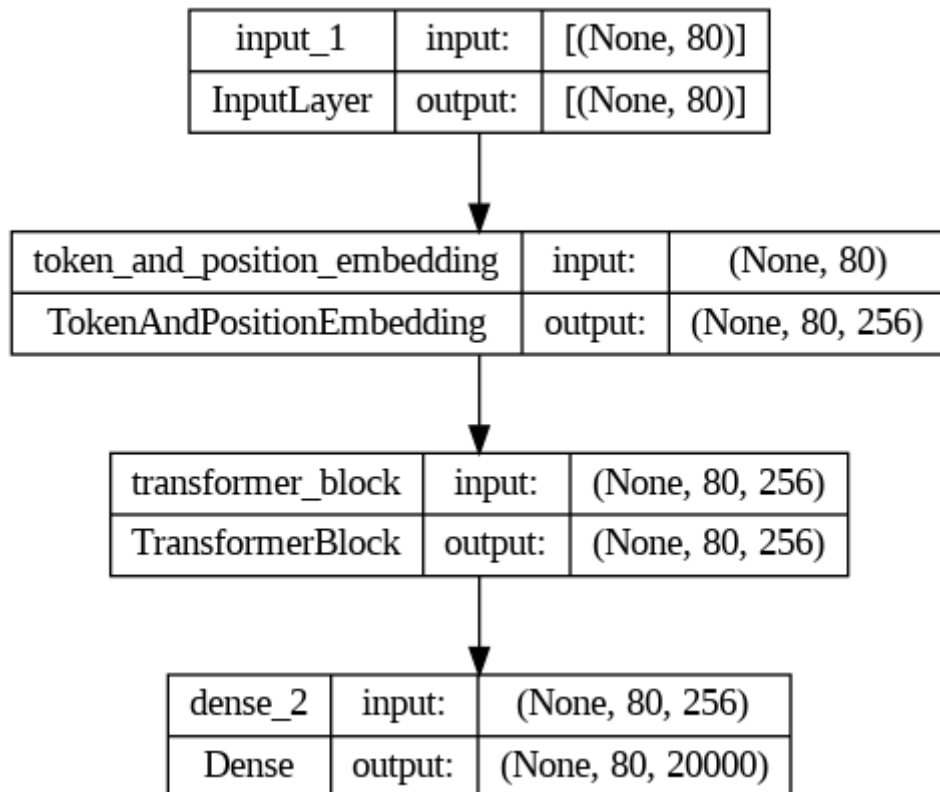 input_1 input: [(None, 80)]
InputLayer output: [(None, 80)]
token_and_position_embedding input: (None, 80)
TokenAndPositionEmbedding output: (None, 80, 256)
transformer_block input: (None, 80, 256)
TransformerBlock output: (None, 80, 256)
dense_2 input: (None, 80, 256)
Dense output: (None, 80, 20000)